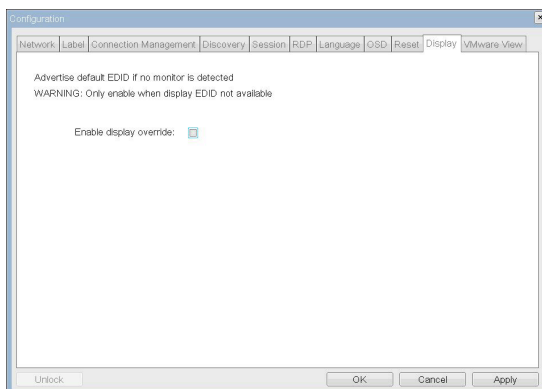 Configuration
Network Label Connection Management Discovery Session RDP Language OSD Reset Display VMware View
Advertise default EDID if no monitor is detected
WARNING: Only enable when display EDID not available
Enable display override:
Unlock OK Cancel Apply